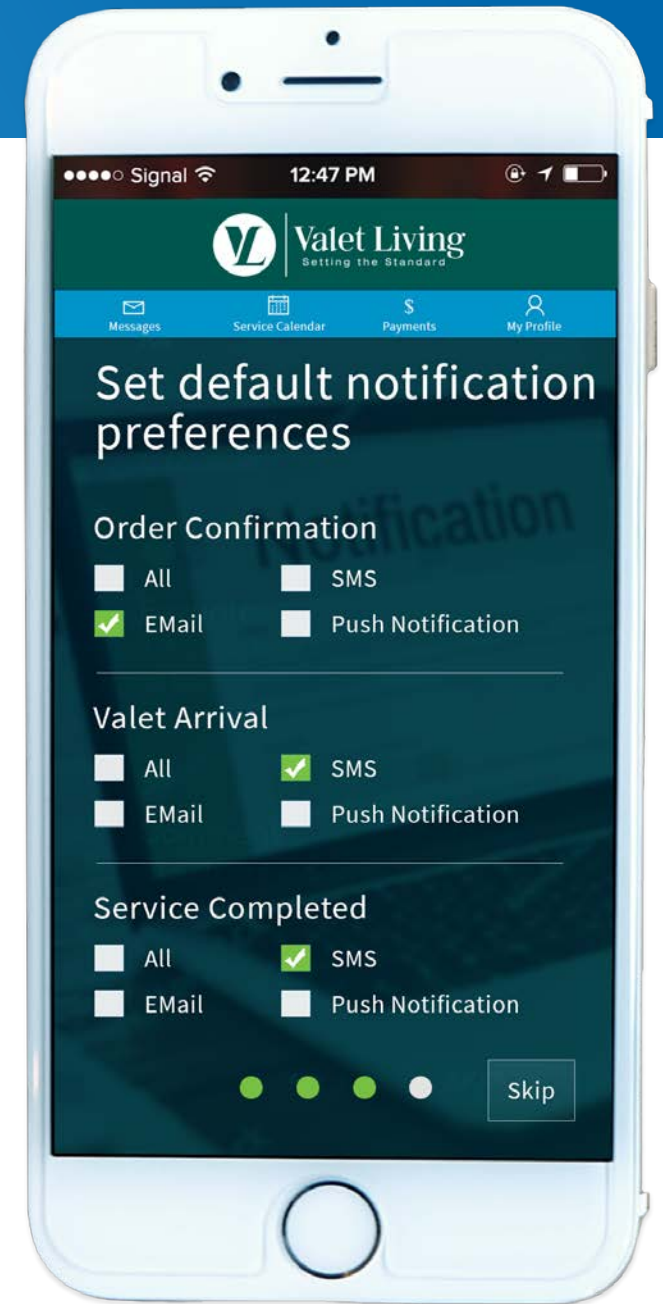 Signal 12:47 PM
VL Valet Living
Setting the Standard
Messages Service Calendar $ Payments My Profile
Set default notification
preferences
Notification
Order Confirmation
All SMS
EMail Push Notification
Valet Arrival
All SMS
EMail Push Notification
Service Completed
All SMS
EMail Push Notification
Skip